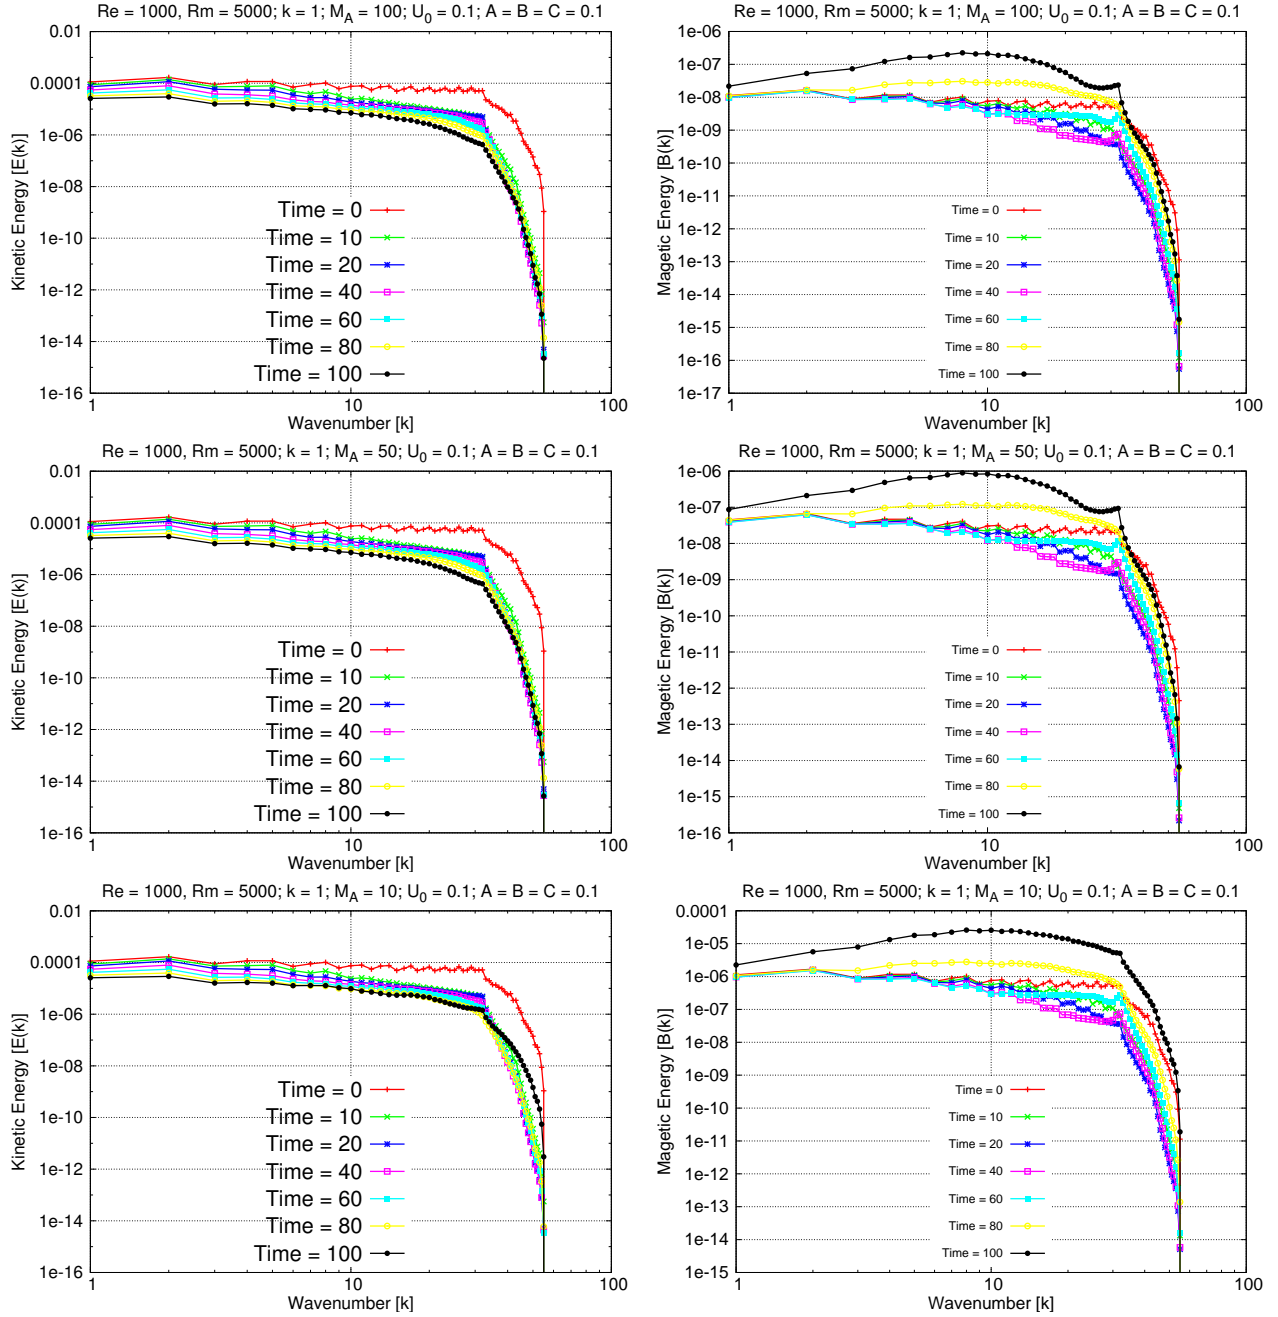 Re = 1000, Rm = 5000; k = 1; M_A = 100; U_0 = 0.1; A = B = C = 0.1
Kinetic Energy [E(k)]
0.01
0.0001
1e-06
1e-08
1e-10
1e-12
1e-14
1e-16
Time = 0
Time = 10
Time = 20
Time = 40
Time = 60
Time = 80
Time = 100
1 10 100
Wavenumber [k]
Re = 1000, Rm = 5000; k = 1; M_A = 100; U_0 = 0.1; A = B = C = 0.1
Magetic Energy [B(k)]
1e-06
1e-07
1e-08
1e-09
1e-10
1e-11
1e-12
1e-13
1e-14
1e-15
1e-16
1e-17
Time = 0
Time = 10
Time = 20
Time = 40
Time = 60
Time = 80
Time = 100
1 10 100
Wavenumber [k]
Re = 1000, Rm = 5000; k = 1; M_A = 50; U_0 = 0.1; A = B = C = 0.1
Kinetic Energy [E(k)]
0.01
0.0001
1e-06
1e-08
1e-10
1e-12
1e-14
1e-16
Time = 0
Time = 10
Time = 20
Time = 40
Time = 60
Time = 80
Time = 100
1 10 100
Wavenumber [k]
Re = 1000, Rm = 5000; k = 1; M_A = 50; U_0 = 0.1; A = B = C = 0.1
Magetic Energy [B(k)]
1e-06
1e-07
1e-08
1e-09
1e-10
1e-11
1e-12
1e-13
1e-14
1e-15
1e-16
Time = 0
Time = 10
Time = 20
Time = 40
Time = 60
Time = 80
Time = 100
1 10 100
Wavenumber [k]
Re = 1000, Rm = 5000; k = 1; M_A = 10; U_0 = 0.1; A = B = C = 0.1
Kinetic Energy [E(k)]
0.01
0.0001
1e-06
1e-08
1e-10
1e-12
1e-14
1e-16
Time = 0
Time = 10
Time = 20
Time = 40
Time = 60
Time = 80
Time = 100
1 10 100
Wavenumber [k]
Re = 1000, Rm = 5000; k = 1; M_A = 10; U_0 = 0.1; A = B = C = 0.1
Magetic Energy [B(k)]
0.0001
1e-05
1e-06
1e-07
1e-08
1e-09
1e-10
1e-11
1e-12
1e-13
1e-14
1e-15
Time = 0
Time = 10
Time = 20
Time = 40
Time = 60
Time = 80
Time = 100
1 10 100
Wavenumber [k]